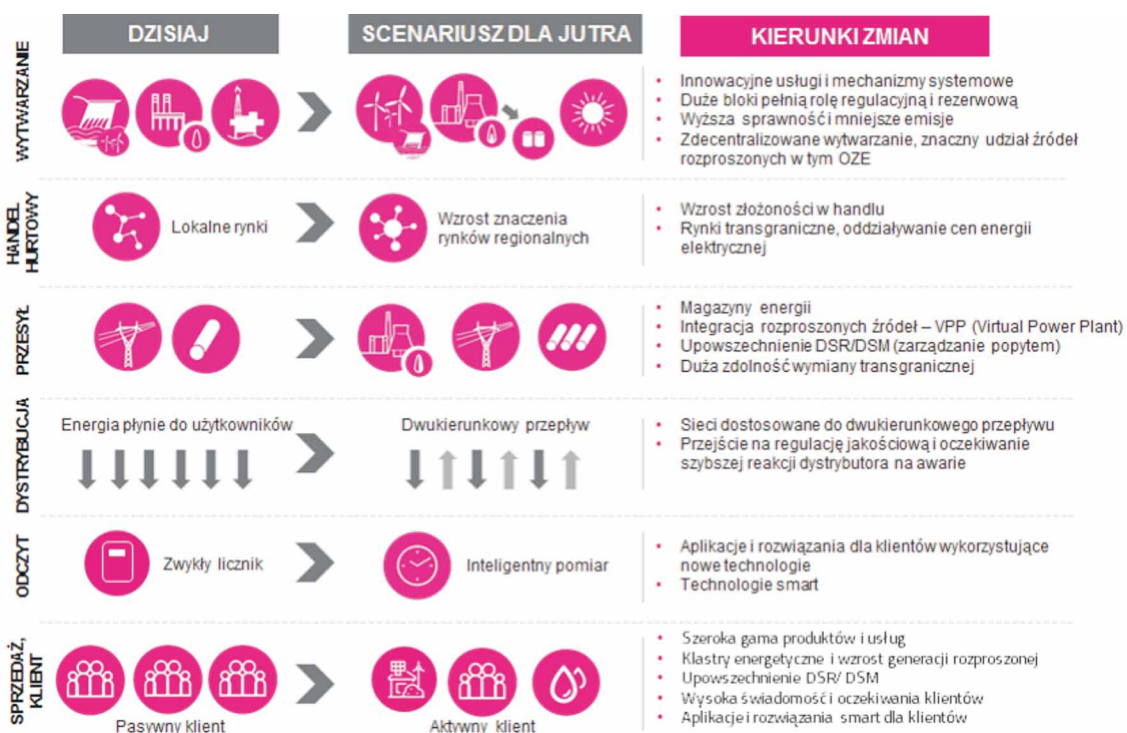 DZISIAJ
SCENARIUSZ DLA JUTRA
KIERUNKI ZMIAN
WYTWARZANIE
• Innowacyjne usługi i mechanizmy systemowe
• Duże bloki pełnią rolę regulacyjną i rezerwową
• Wyższa sprawność i mniejsze emisje
• Zdecentralizowane wytwarzanie, znaczny udział źródeł
rozproszonych w tym OZE
HANDEL
HURTOWY
Lokalne rynki
Wzrost znaczenia
rynków regionalnych
• Wzrost złożoności w handlu
• Rynki transgraniczne, oddziaływanie cen energii
elektrycznej
PRZESYŁ
• Magazyny energii
• Integracja rozproszonych źródeł – VPP (Virtual Power Plant)
• Upowszechnienie DSR/DSM (zarządzanie popytem)
• Duża zdolność wymiany transgranicznej
DYSTRYBUCJA
Energia płynie do użytkowników
Dwukierunkowy przepływ
• Sieci dostosowane do dwukierunkowego przepływu
• Przejście na regulację jakościową i oczekiwanie
szybszej reakcji dystrybutora na awarie
ODCZYT
Zwykły licznik
Inteligentny pomiar
• Aplikacje i rozwiązania dla klientów wykorzystujące
nowe technologie
• Technologie smart
SPRZEDAŻ,
KLIENT
Pasywny klient
Aktywny klient
• Szeroka gama produktów i usług
• Klastry energetyczne i wzrost generacji rozproszonej
• Upowszechnienie DSR/ DSM
• Wysoka świadomość i oczekiwania klientów
• Aplikacje i rozwiązania smart dla klientów